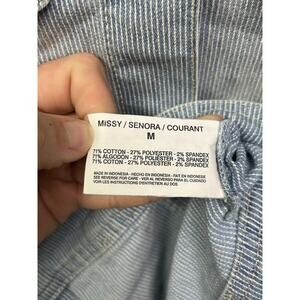 MISSY / SENORA / COURANT
M
71% COTTON - 27% POLYESTER - 2% SPANDEX
71% ALGODON - 27% POLIESTER - 2% SPANDEX
71% COTON - 27% POLYESTER - 2% SPANDEX
MADE IN INDONESIA - HECHO EN INDONESIA - FAIT EN INDONESIE
SEE REVERSE FOR CARE - VER AL REVERSO PARA EL CUIDADO
VOIR LES INSTRUCTIONS D'ENTRETIEN AU DOS